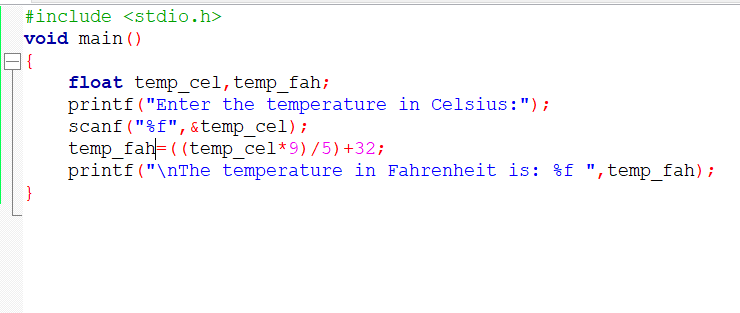 #include <stdio.h>
void main()
{
    float temp_cel,temp_fah;
    printf("Enter the temperature in Celsius:");
    scanf("%f",&temp_cel);
    temp_fah=((temp_cel*9)/5)+32;
    printf("\nThe temperature in Fahrenheit is: %f ",temp_fah);
}